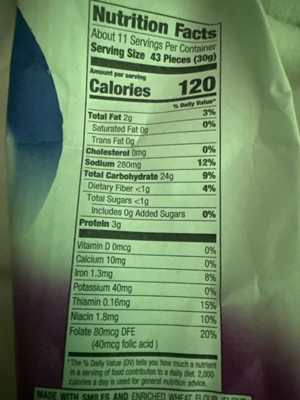 Nutrition Facts
About 11 Servings Per Container
Serving Size 43 Pieces (30g)
Amount per serving
Calories 120
% Daily Value*
Total Fat 2g 3%
Saturated Fat 0g 0%
Trans Fat 0g
Cholesterol 0mg 0%
Sodium 280mg 12%
Total Carbohydrate 24g 9%
Dietary Fiber <1g 4%
Total Sugars <1g
Includes 0g Added Sugars 0%
Protein 3g
Vitamin D 0mcg 0%
Calcium 10mg 0%
Iron 1.3mg 8%
Potassium 40mg 0%
Thiamin 0.16mg 15%
Niacin 1.8mg 10%
Folate 80mcg DFE 20%
(40mcg folic acid)
*The % Daily Value (DV) tells you how much a nutrient
in a serving of food contributes to a daily diet. 2,000
calories a day is used for general nutrition advice.
MADE WITH SMILES AND ENRICHED WHEAT FLOUR